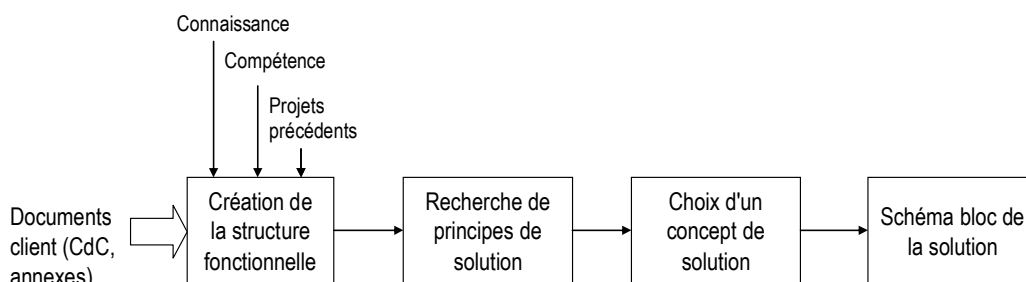 Connaissance
Compétence
Projets
précédents
Documents
client (CdC,
annexes)
Création de
la structure
fonctionnelle
Recherche de
principes de
solution
Choix d'un
concept de
solution
Schéma bloc de
la solution